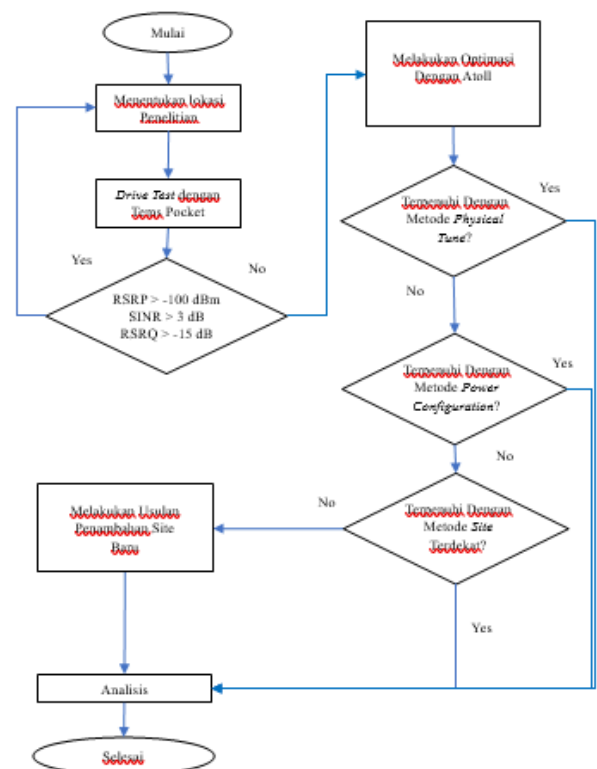 Mulai
Menentukan lokasi
Penelitian
Drive Test dengan
Tems Pocket
Yes
No
RSRP > -100 dBm
SINR > 3 dB
RSRQ > -15 dB
Melakukan Optimasi
Dengan Atoll
Terpenuhi Dengan
Metode Physical
Tune?
Yes
No
Terpenuhi Dengan
Metode Power
Configuration?
Yes
No
Terpenuhi Dengan
Metode Site
Terdekat?
No
Yes
Melakukan Usulan
Penambahan Site
Baru
Analisis
Selesai